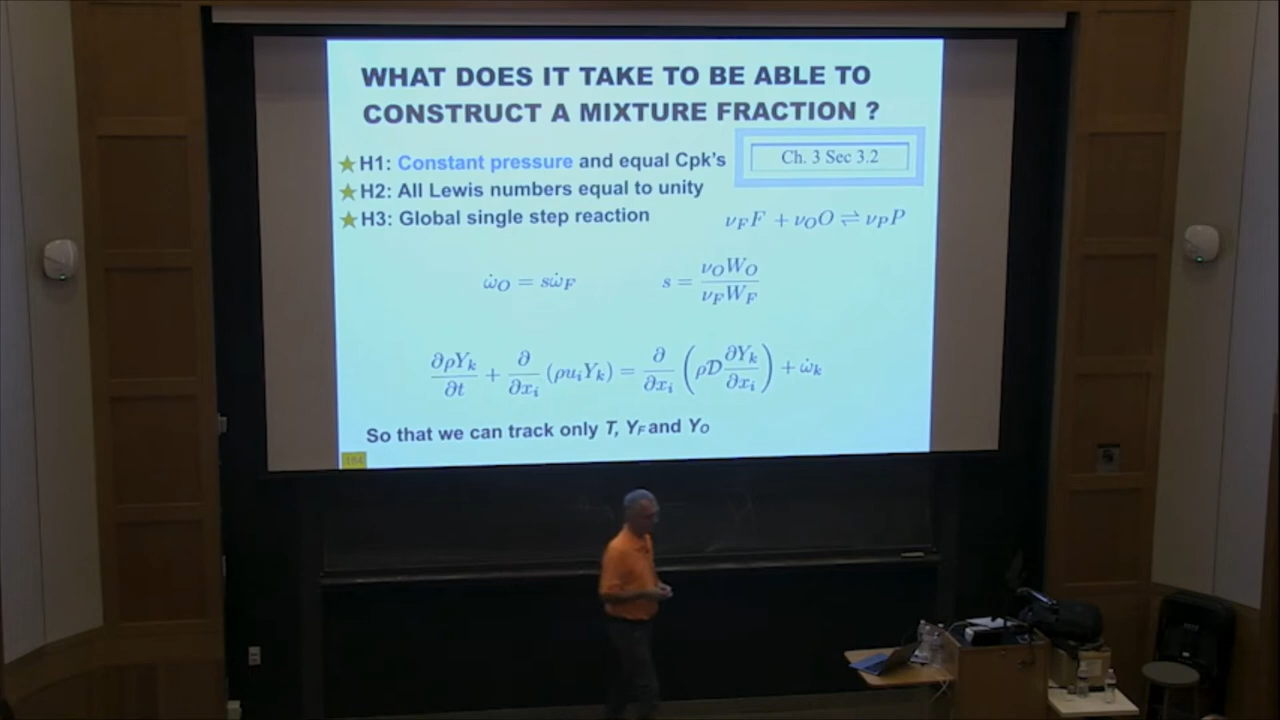 WHAT DOES IT TAKE TO BE ABLE TO
CONSTRUCT A MIXTURE FRACTION ?
H1: Constant pressure and equal Cpk's
Ch. 3 Sec 3.2
H2: All Lewis numbers equal to unity
H3: Global single step reaction
ν_F F + ν_O O ⇌ ν_P P
ω̇_O = sω̇_F
s = ν_O W_O / ν_F W_F
∂ρY_k/∂t + ∂/∂x_i (ρu_i Y_k) = ∂/∂x_i (ρD ∂Y_k/∂x_i) + ω̇_k
So that we can track only T, Y_F and Y_O
184